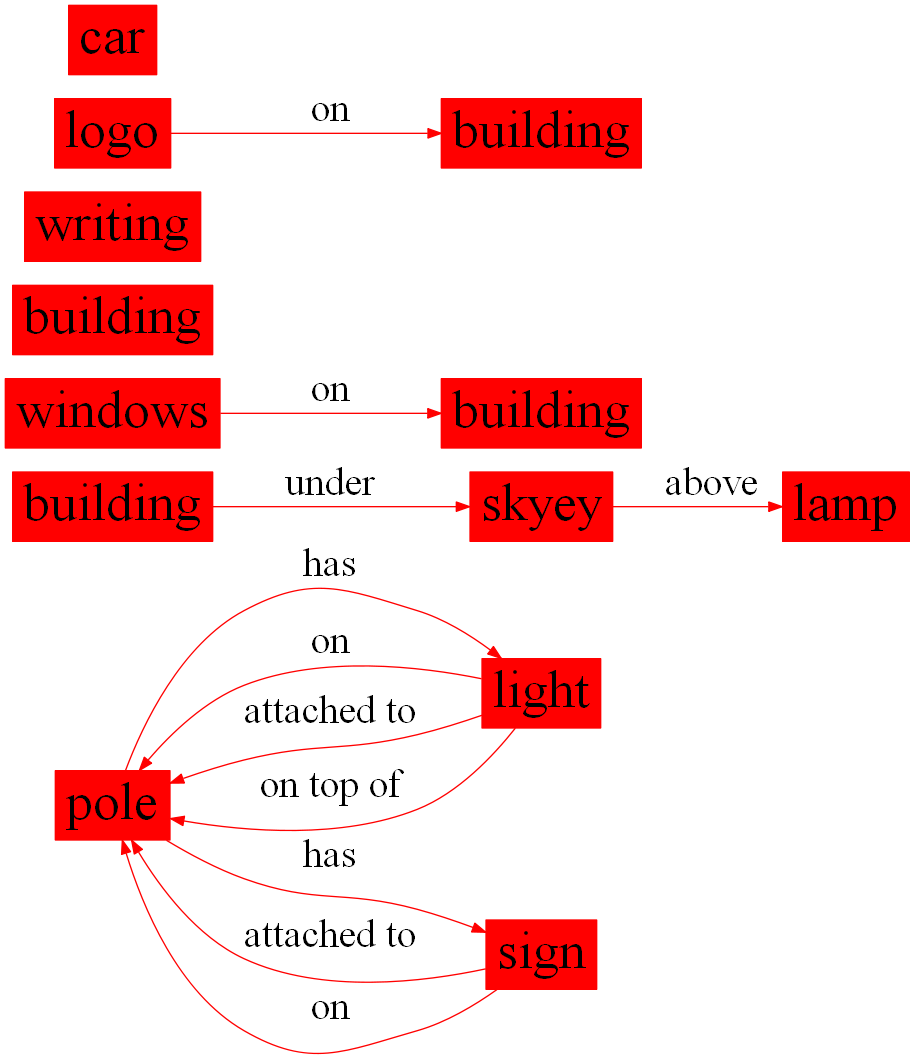 car
logo on building
writing
building
windows on building
building under skyey above lamp
has
on
light
attached to
on top of
pole
has
attached to
sign
on